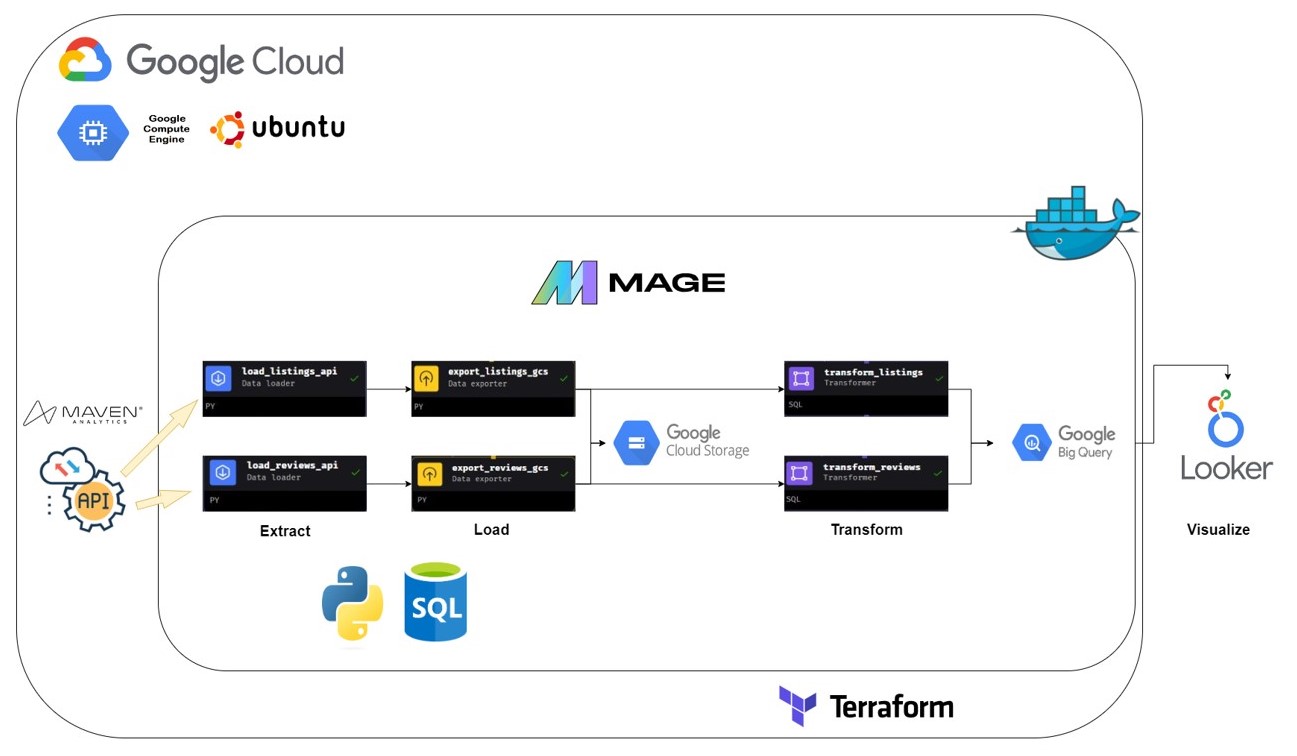 Google Cloud
Google
Compute
Engine
ubuntu
MAGE
load_listings_api
Data loader
PY
export_listings_gcs
Data exporter
PY
transform_listings
Transformer
SQL
MAVEN®
ANALYTICS
Google
Cloud Storage
Google
Big Query
API
load_reviews_api
Data loader
PY
export_reviews_gcs
Data exporter
PY
transform_reviews
Transformer
SQL
Looker
Extract
Load
Transform
Visualize
SQL
Terraform